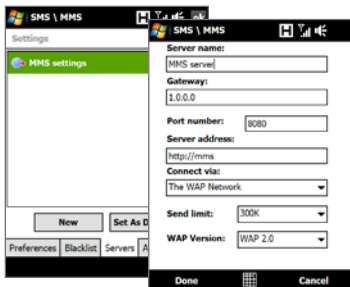 SMS \ MMS
ok
Settings
MMS settings
New
Set As D
Preferences
Blacklist
Servers
A
SMS \ MMS
Server name:
MMS server
Gateway:
1.0.0.0
Port number: 8080
Server address:
http://mms
Connect via:
The WAP Network
Send limit: 300K
WAP Version: WAP 2.0
Done
Cancel